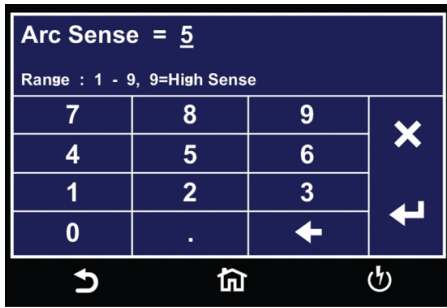 Arc Sense = 5
Range : 1 - 9, 9=High Sense
7 8 9
4 5 6
1 2 3
0 .